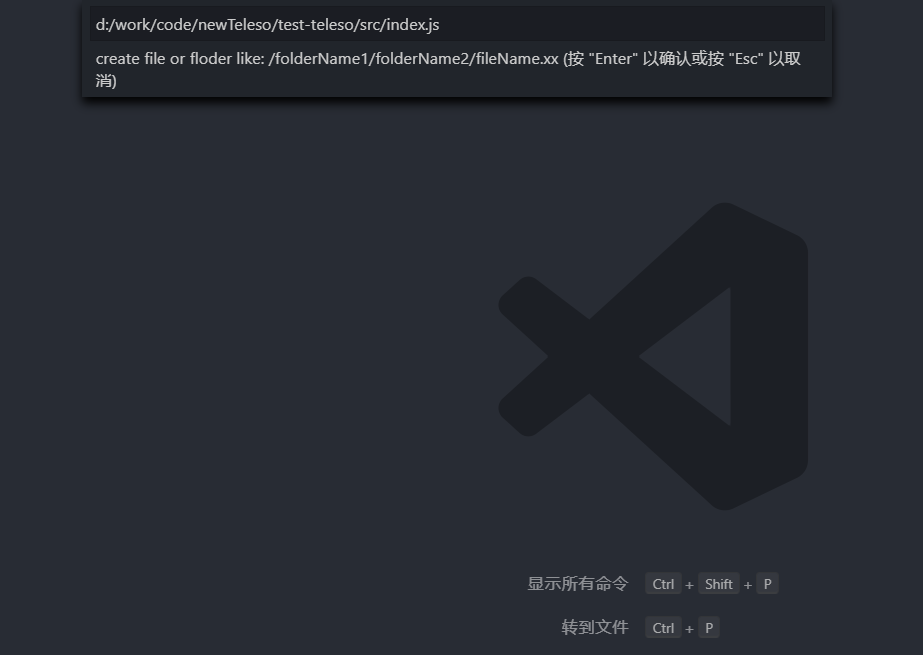 d:/work/code/newTeleso/test-teleso/src/index.js
create file or floder like: /folderName1/folderName2/fileName.xx (按 "Enter" 以确认或按 "Esc" 以取
消)
显示所有命令 Ctrl + Shift + P
转到文件 Ctrl + P